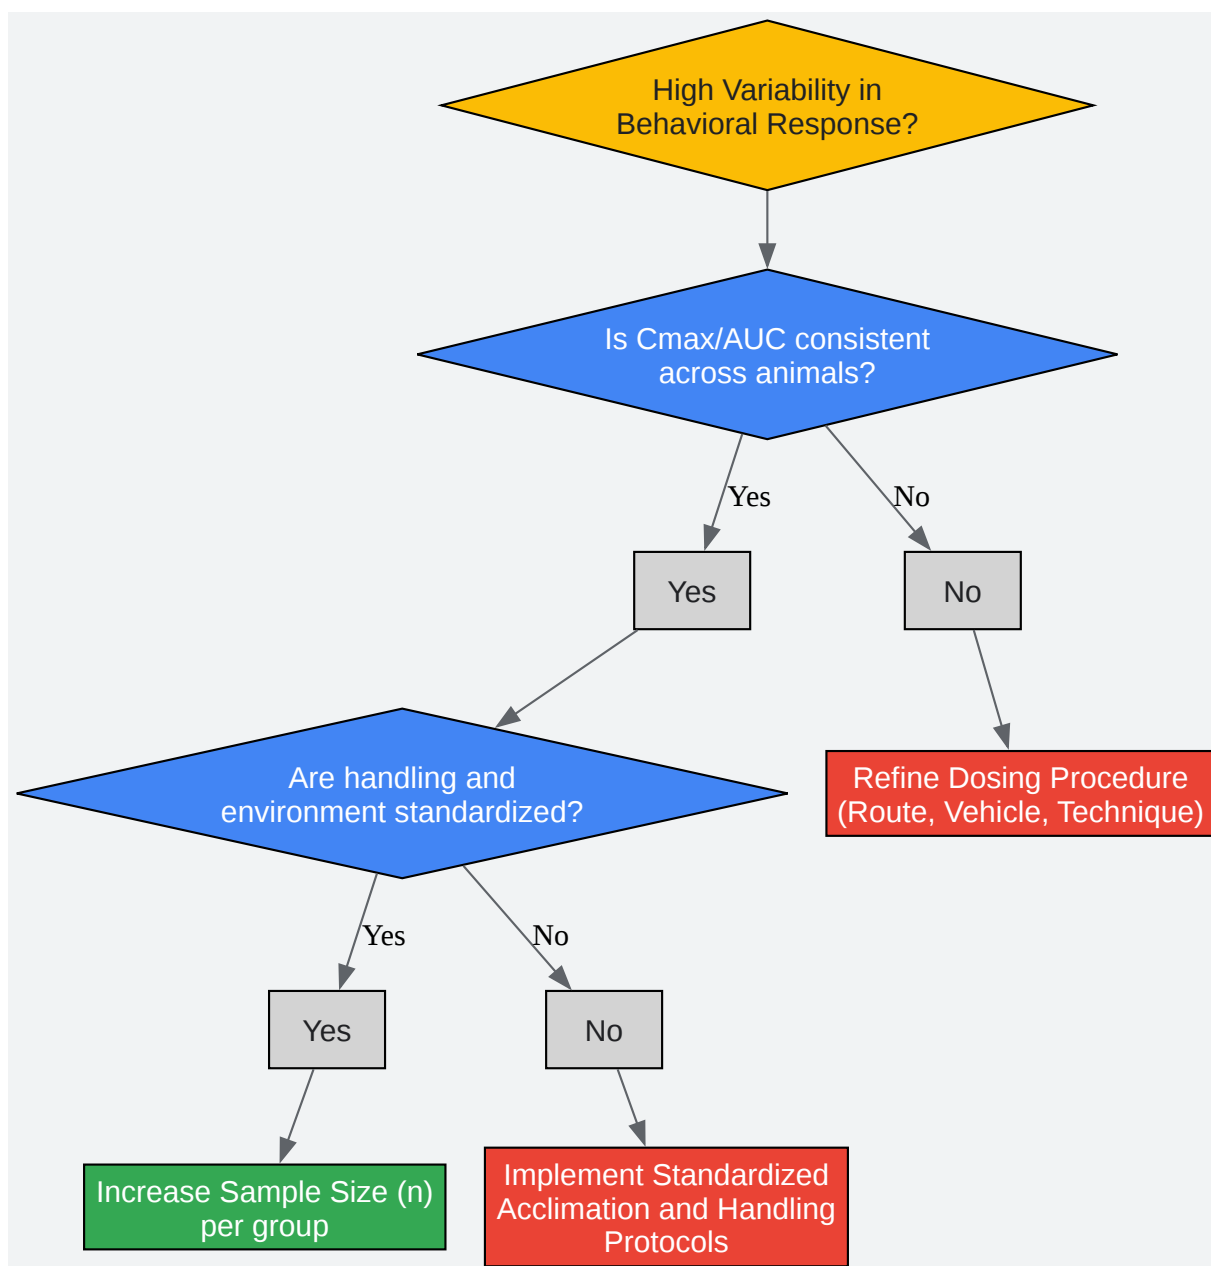 High Variability in
Behavioral Response?
Is Cmax/AUC consistent
across animals?
Yes
No
Yes
No
Are handling and
environment standardized?
Refine Dosing Procedure
(Route, Vehicle, Technique)
Yes
No
Yes
No
Increase Sample Size (n)
per group
Implement Standardized
Acclimation and Handling
Protocols